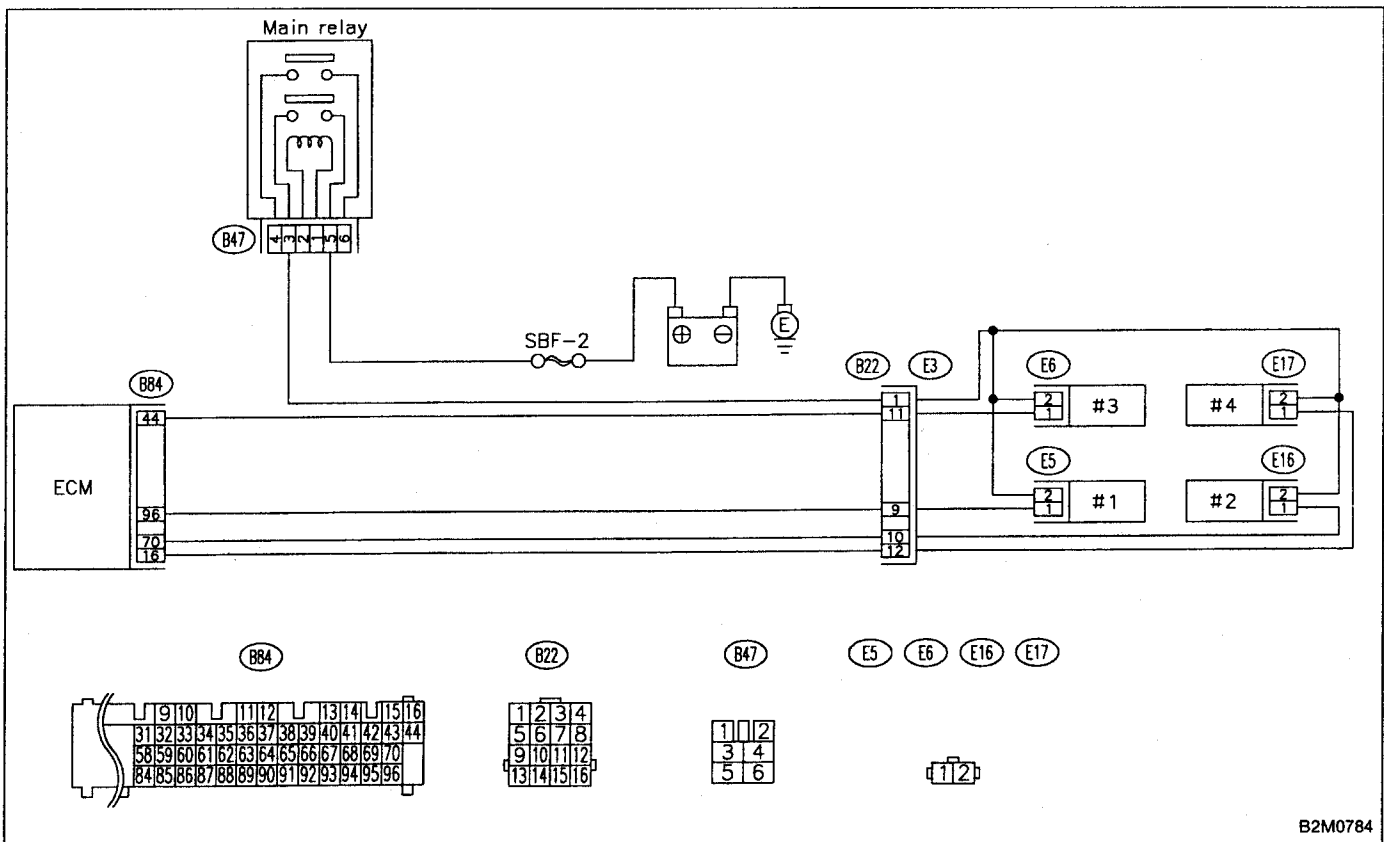 Main relay
B47
4 3 2 1 5 6
SBF-2
⊕ ⊖
E
B84
B22 E3
E6
E17
44
1
11
2
1
#3
#4
2
1
ECM
E5
E16
96
9
2
1
#1
#2
2
1
70
16
10
12
B84
B22
B47
E5 E6 E16 E17
9 10 11 12 13 14 15 16
31 32 33 34 35 36 37 38 39 40 41 42 43 44
58 59 60 61 62 63 64 65 66 67 68 69 70
84 85 86 87 88 89 90 91 92 93 94 95 96
1 2 3 4
5 6 7 8
9 10 11 12
13 14 15 16
1 2
3 4
5 6
1 2
B2M0784